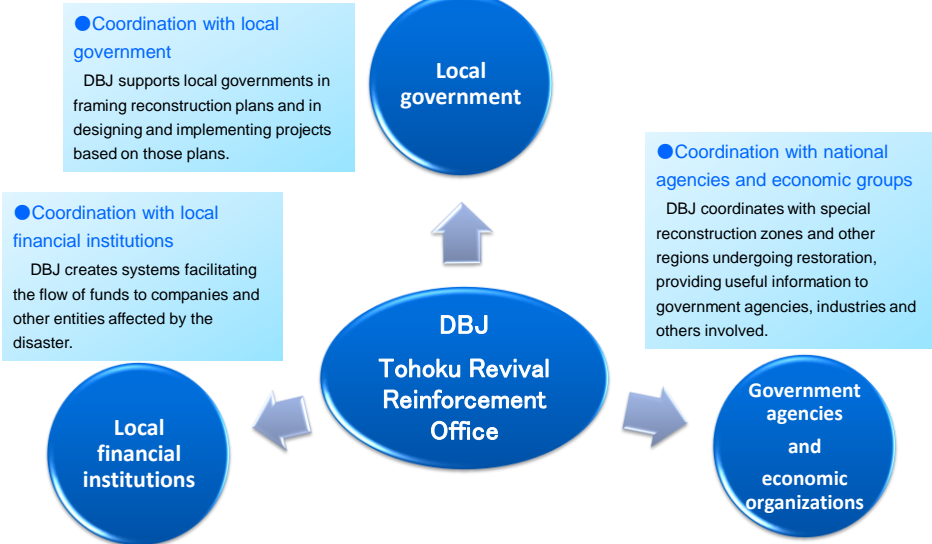 ●Coordination with local
government
DBJ supports local governments in
framing reconstruction plans and in
designing and implementing projects
based on those plans.
Local
government
●Coordination with national
agencies and economic groups
DBJ coordinates with special
reconstruction zones and other
regions undergoing restoration,
providing useful information to
government agencies, industries and
others involved.
●Coordination with local
financial institutions
DBJ creates systems facilitating
the flow of funds to companies and
other entities affected by the
disaster.
DBJ
Tohoku Revival
Reinforcement
Office
Local
financial
institutions
Government
agencies
and
economic
organizations